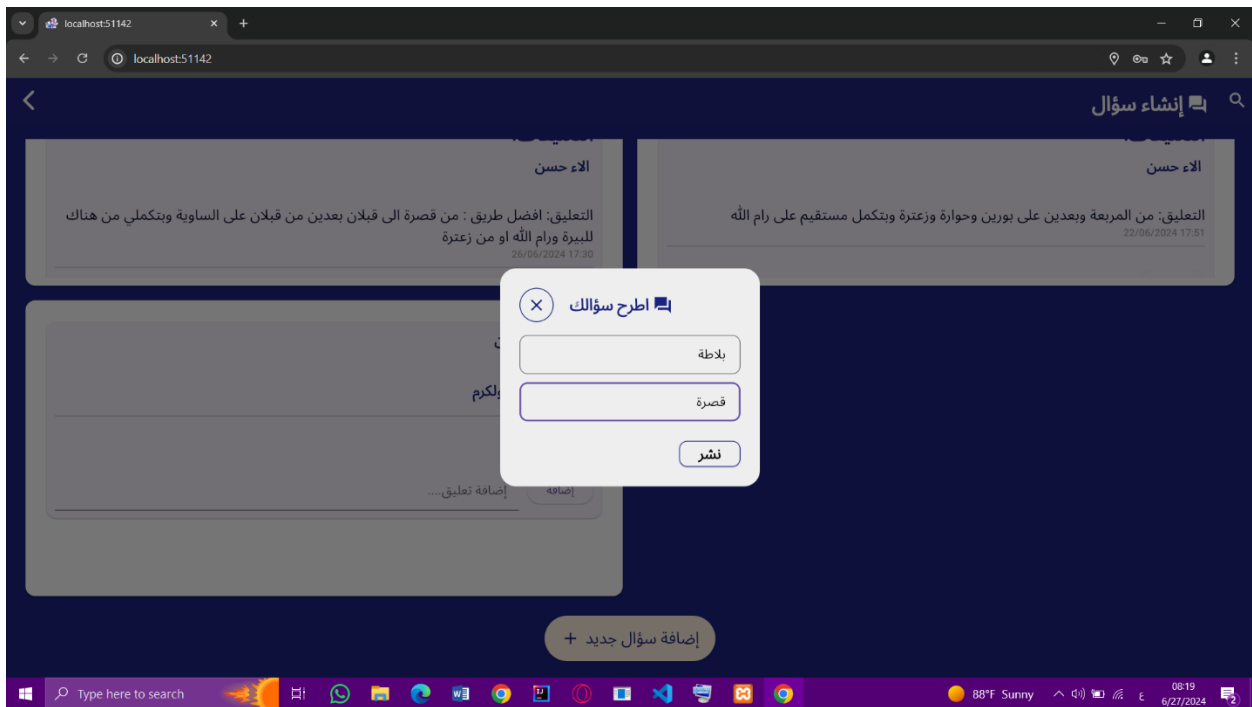 localhost:51142
localhost:51142
إنشاء سؤال
الاء حسن
التعليق: من المربعة وبعدين على بورين وحوارة وزعترة وبتكمل مستقيم على رام الله
22/06/2024 17:51
الاء حسن
التعليق: افضل طريق : من قصرة الى قبلان بعدين من قبلان على الساوية وبتكملي من هناك
للبيرة ورام الله او من زعترة
26/06/2024 17:30
اطرح سؤالك
بلاطة
قصرة
نشر
إضافة
إضافة تعليق....
إضافة سؤال جديد +
Type here to search
88°F Sunny
ع
08:19
6/27/2024
2